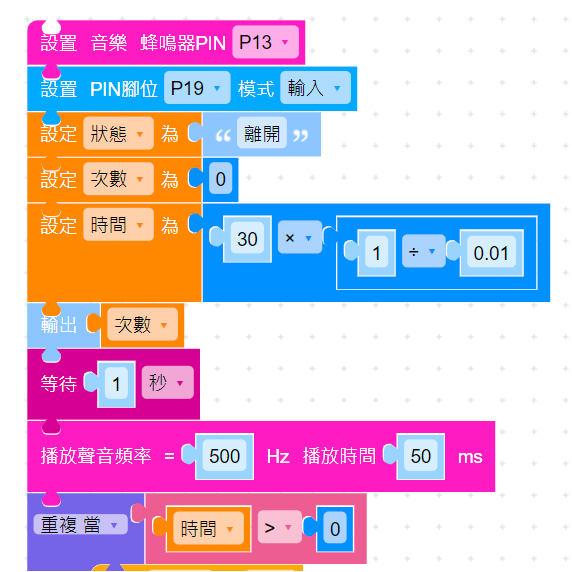 設置 音樂 蜂鳴器PIN P13
設置 PIN腳位 P19 模式 輸入
設定 狀態 為 “ 離開 ”
設定 次數 為 0
設定 時間 為 30 × 1 ÷ 0.01
輸出 次數
等待 1 秒
播放聲音頻率 = 500 Hz 播放時間 50 ms
重複 當 時間 > 0